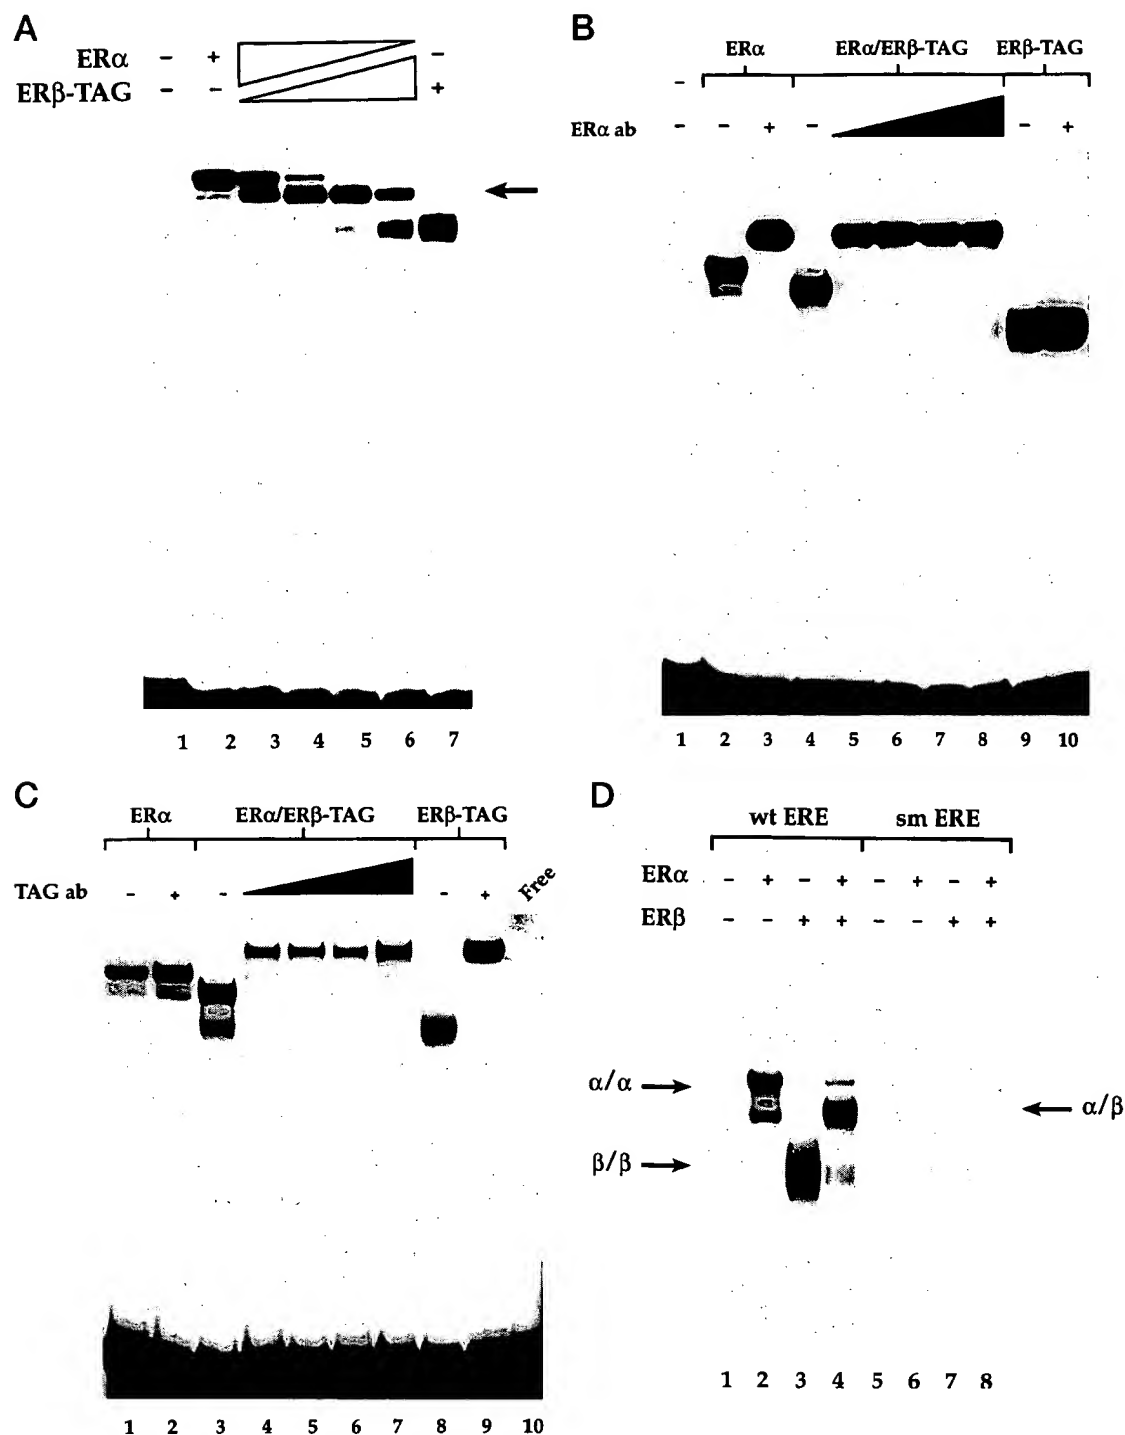 A
ERα - + -
ERβ-TAG - - +
1 2 3 4 5 6 7
B
ERα ERα/ERβ-TAG ERβ-TAG
-
ERα ab - - + - - +
1 2 3 4 5 6 7 8 9 10
C
ERα ERα/ERβ-TAG ERβ-TAG
TAG ab - + - - + Free
1 2 3 4 5 6 7 8 9 10
D
wt ERE sm ERE
ERα - + - + - + - +
ERβ - - + + - - + +
α/α
α/β
β/β
1 2 3 4 5 6 7 8